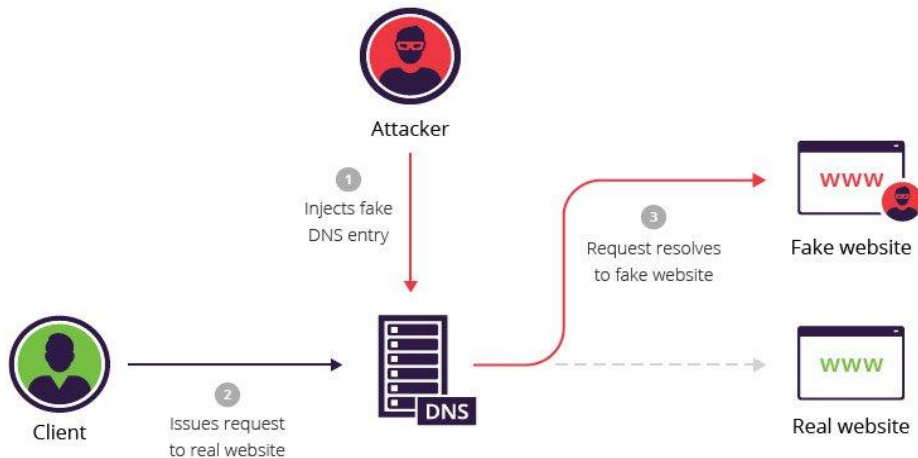 Attacker
1
Injects fake
DNS entry
www
3
Request resolves
to fake website
Fake website
DNS
www
Client
2
Issues request
to real website
Real website